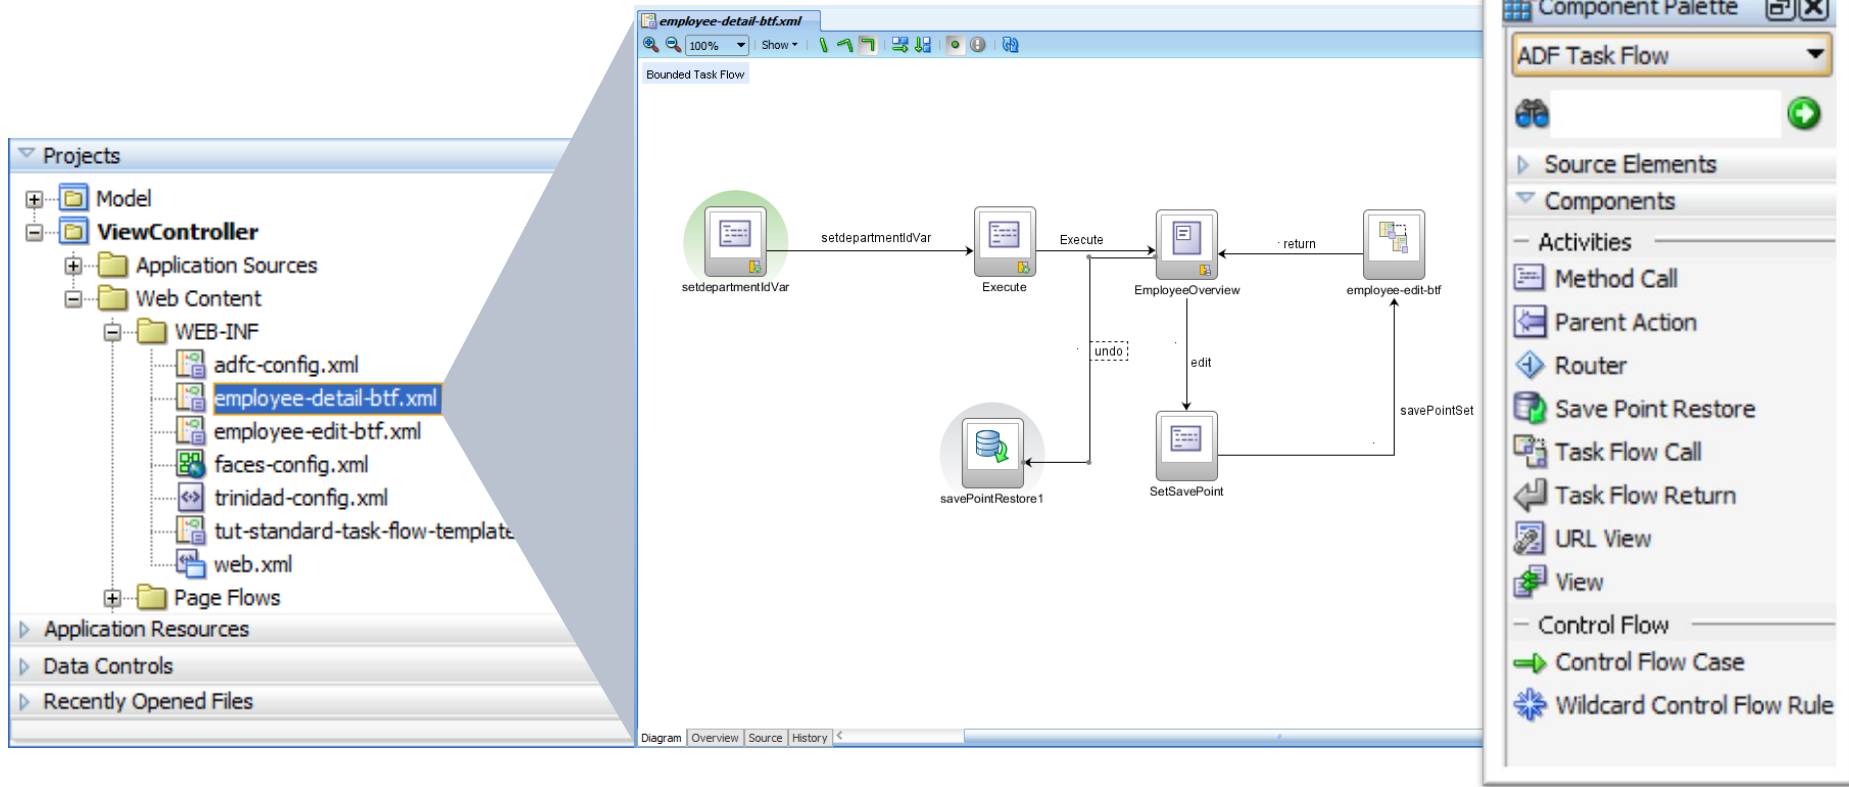 Projects
Model
ViewController
Application Sources
Web Content
WEB-INF
adfc-config.xml
employee-detail-btf.xml
employee-edit-btf.xml
faces-config.xml
trinidad-config.xml
tut-standard-task-flow-template
web.xml
Page Flows
Application Resources
Data Controls
Recently Opened Files
employee-detail-btf.xml
100%
Show
Bounded Task Flow
setdepartmentIdVar
setdepartmentIdVar
Execute
Execute
EmployeeOverview
return
employee-edit-btf
undo
edit
savePointSet
savePointRestore1
SetSavePoint
Diagram Overview Source History
Component Palette
ADF Task Flow
Source Elements
Components
Activities
Method Call
Parent Action
Router
Save Point Restore
Task Flow Call
Task Flow Return
URL View
View
Control Flow
Control Flow Case
Wildcard Control Flow Rule